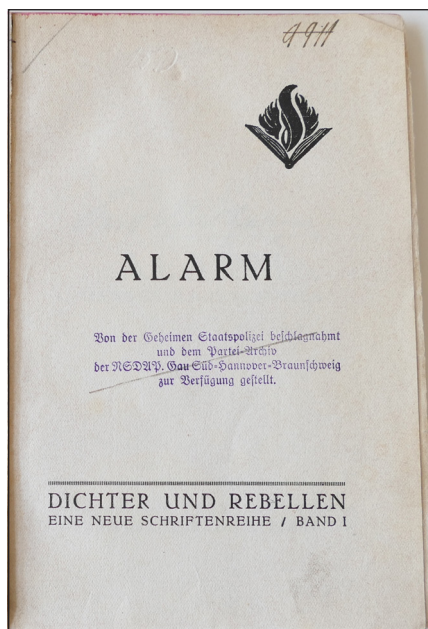 ALARM
Von der Geheimen Staatspolizei beschlagnahmt
und dem Partei-Archiv
der NSDAP. Gau Süd-Hannover-Braunschweig
zur Verfügung gestellt.
DICHTER UND REBELLEN
EINE NEUE SCHRIFTENREIHE / BAND I